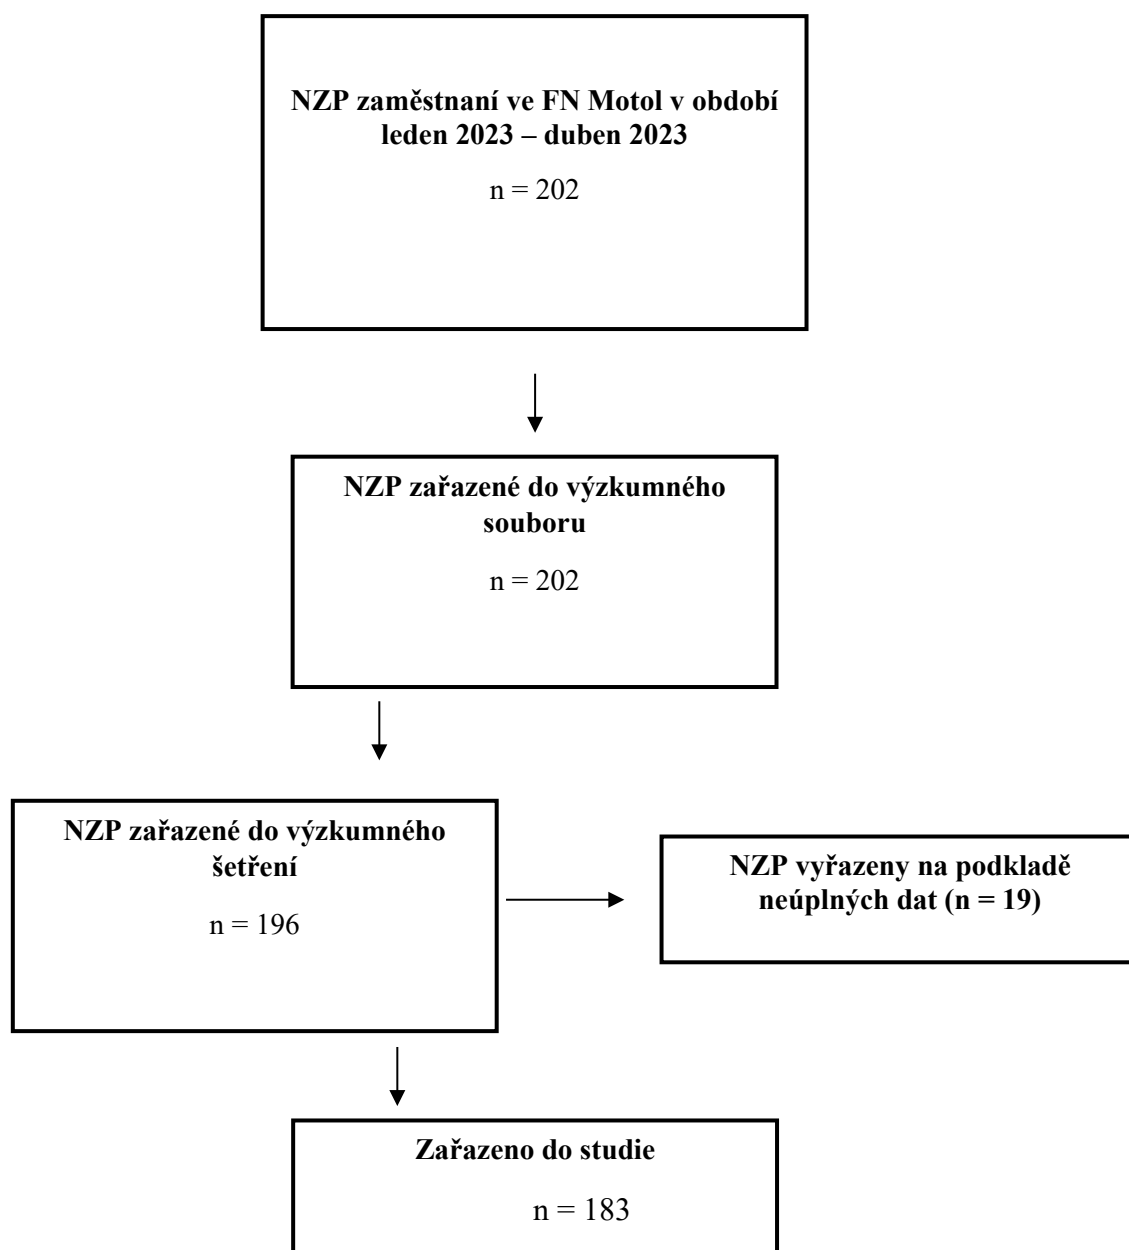 NZP zaměstnaní ve FN Motol v období
leden 2023 – duben 2023
n = 202
NZP zařazené do výzkumného
souboru
n = 202
NZP zařazené do výzkumného
šetření
n = 196
NZP vyřazeny na podkladě
neúplných dat (n = 19)
Zařazeno do studie
n = 183